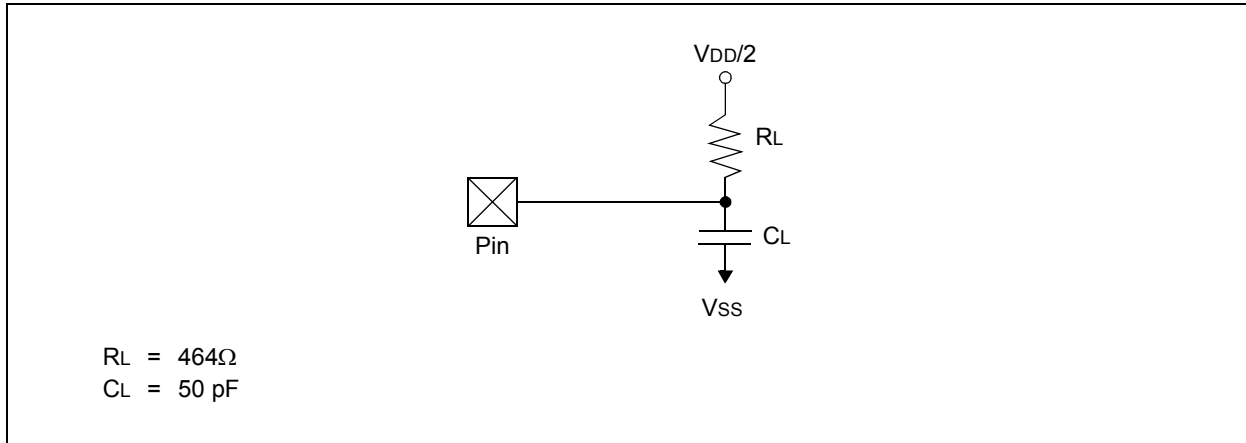 VDD/2
RL
Pin
CL
VSS
RL = 464Ω
CL = 50 pF